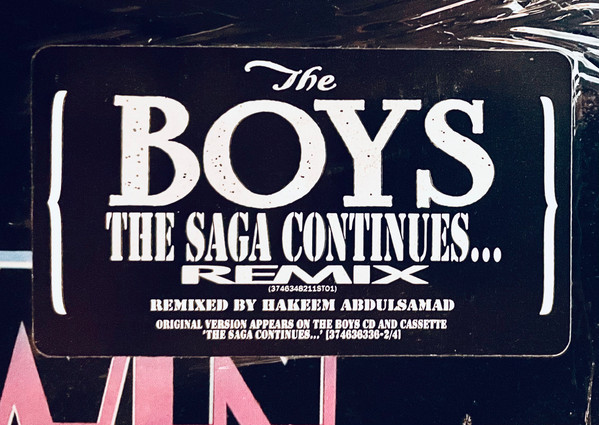 The
BOYS
THE SAGA CONTINUES...
REMIX
(3746348211ST01)
REMIXED BY HAKEEM ABDULSAMAD
ORIGINAL VERSION APPEARS ON THE BOYS CD AND CASSETTE
'THE SAGA CONTINUES...' [374636336-2/4]